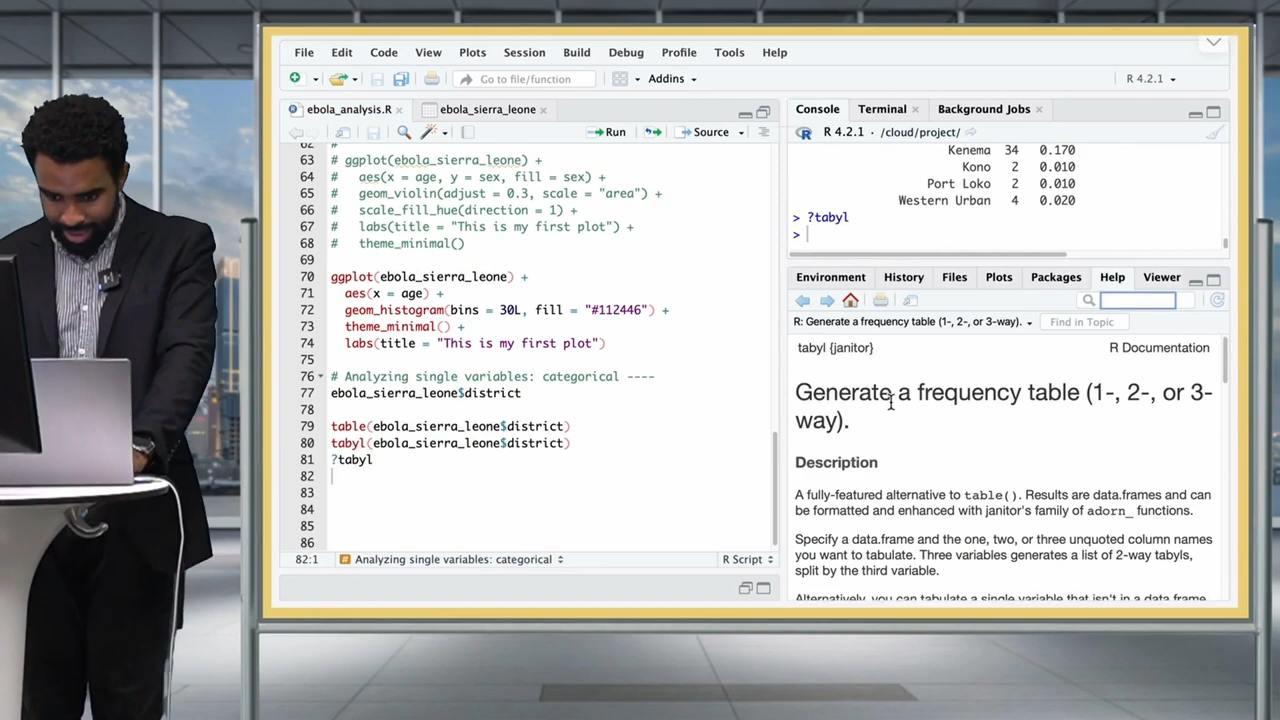 File Edit Code View Plots Session Build Debug Profile Tools Help
Go to file/function Addins R 4.2.1
ebola_analysis.R ebola_sierra_leone
Run Source
62 #
63 # ggplot(ebola_sierra_leone) +
64 #   aes(x = age, y = sex, fill = sex) +
65 #   geom_violin(adjust = 0.3, scale = "area") +
66 #   scale_fill_hue(direction = 1) +
67 #   labs(title = "This is my first plot") +
68 #   theme_minimal()
69
70 ggplot(ebola_sierra_leone) +
71   aes(x = age) +
72   geom_histogram(bins = 30L, fill = "#112446") +
73   theme_minimal() +
74   labs(title = "This is my first plot")
75
76 # Analyzing single variables: categorical ----
77 ebola_sierra_leone$district
78
79 table(ebola_sierra_leone$district)
80 tabyl(ebola_sierra_leone$district)
81 ?tabyl
82
83
84
85
86
82:1 # Analyzing single variables: categorical R Script
Console Terminal Background Jobs
R 4.2.1 · /cloud/project/
Kenema 34 0.170
Kono 2 0.010
Port Loko 2 0.010
Western Urban 4 0.020
> ?tabyl
>
Environment History Files Plots Packages Help Viewer
R: Generate a frequency table (1-, 2-, or 3-way). Find in Topic
tabyl {janitor} R Documentation
Generate a frequency table (1-, 2-, or 3-
way).
Description
A fully-featured alternative to table(). Results are data.frames and can
be formatted and enhanced with janitor's family of adorn_ functions.
Specify a data.frame and the one, two, or three unquoted column names
you want to tabulate. Three variables generates a list of 2-way tabyls,
split by the third variable.
Alternatively, you can tabulate a single variable that isn't in a data.frame